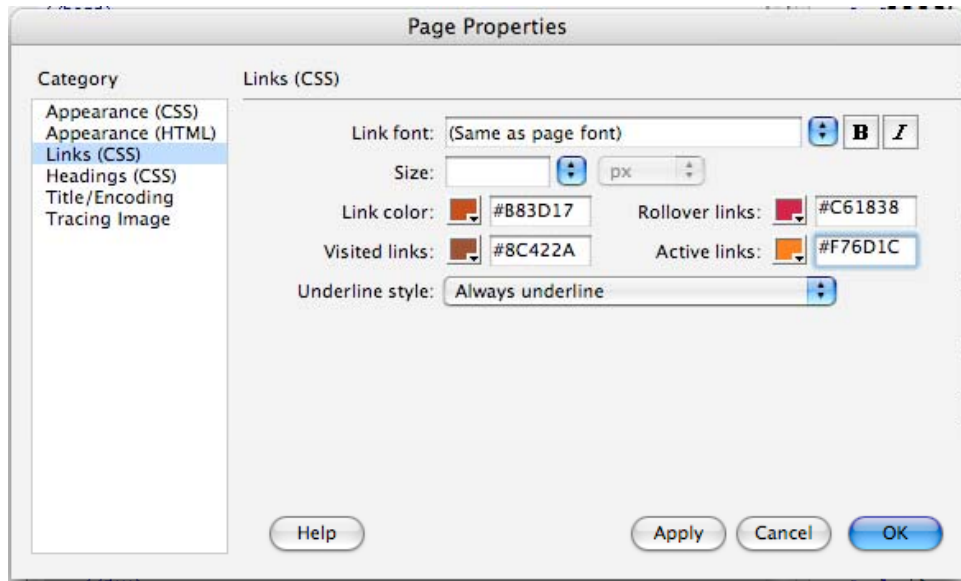 Page Properties
Category
Appearance (CSS)
Appearance (HTML)
Links (CSS)
Headings (CSS)
Title/Encoding
Tracing Image
Links (CSS)
Link font: (Same as page font) B I
Size: px
Link color: #B83D17 Rollover links: #C61838
Visited links: #8C422A Active links: #F76D1C
Underline style: Always underline
Help Apply Cancel OK